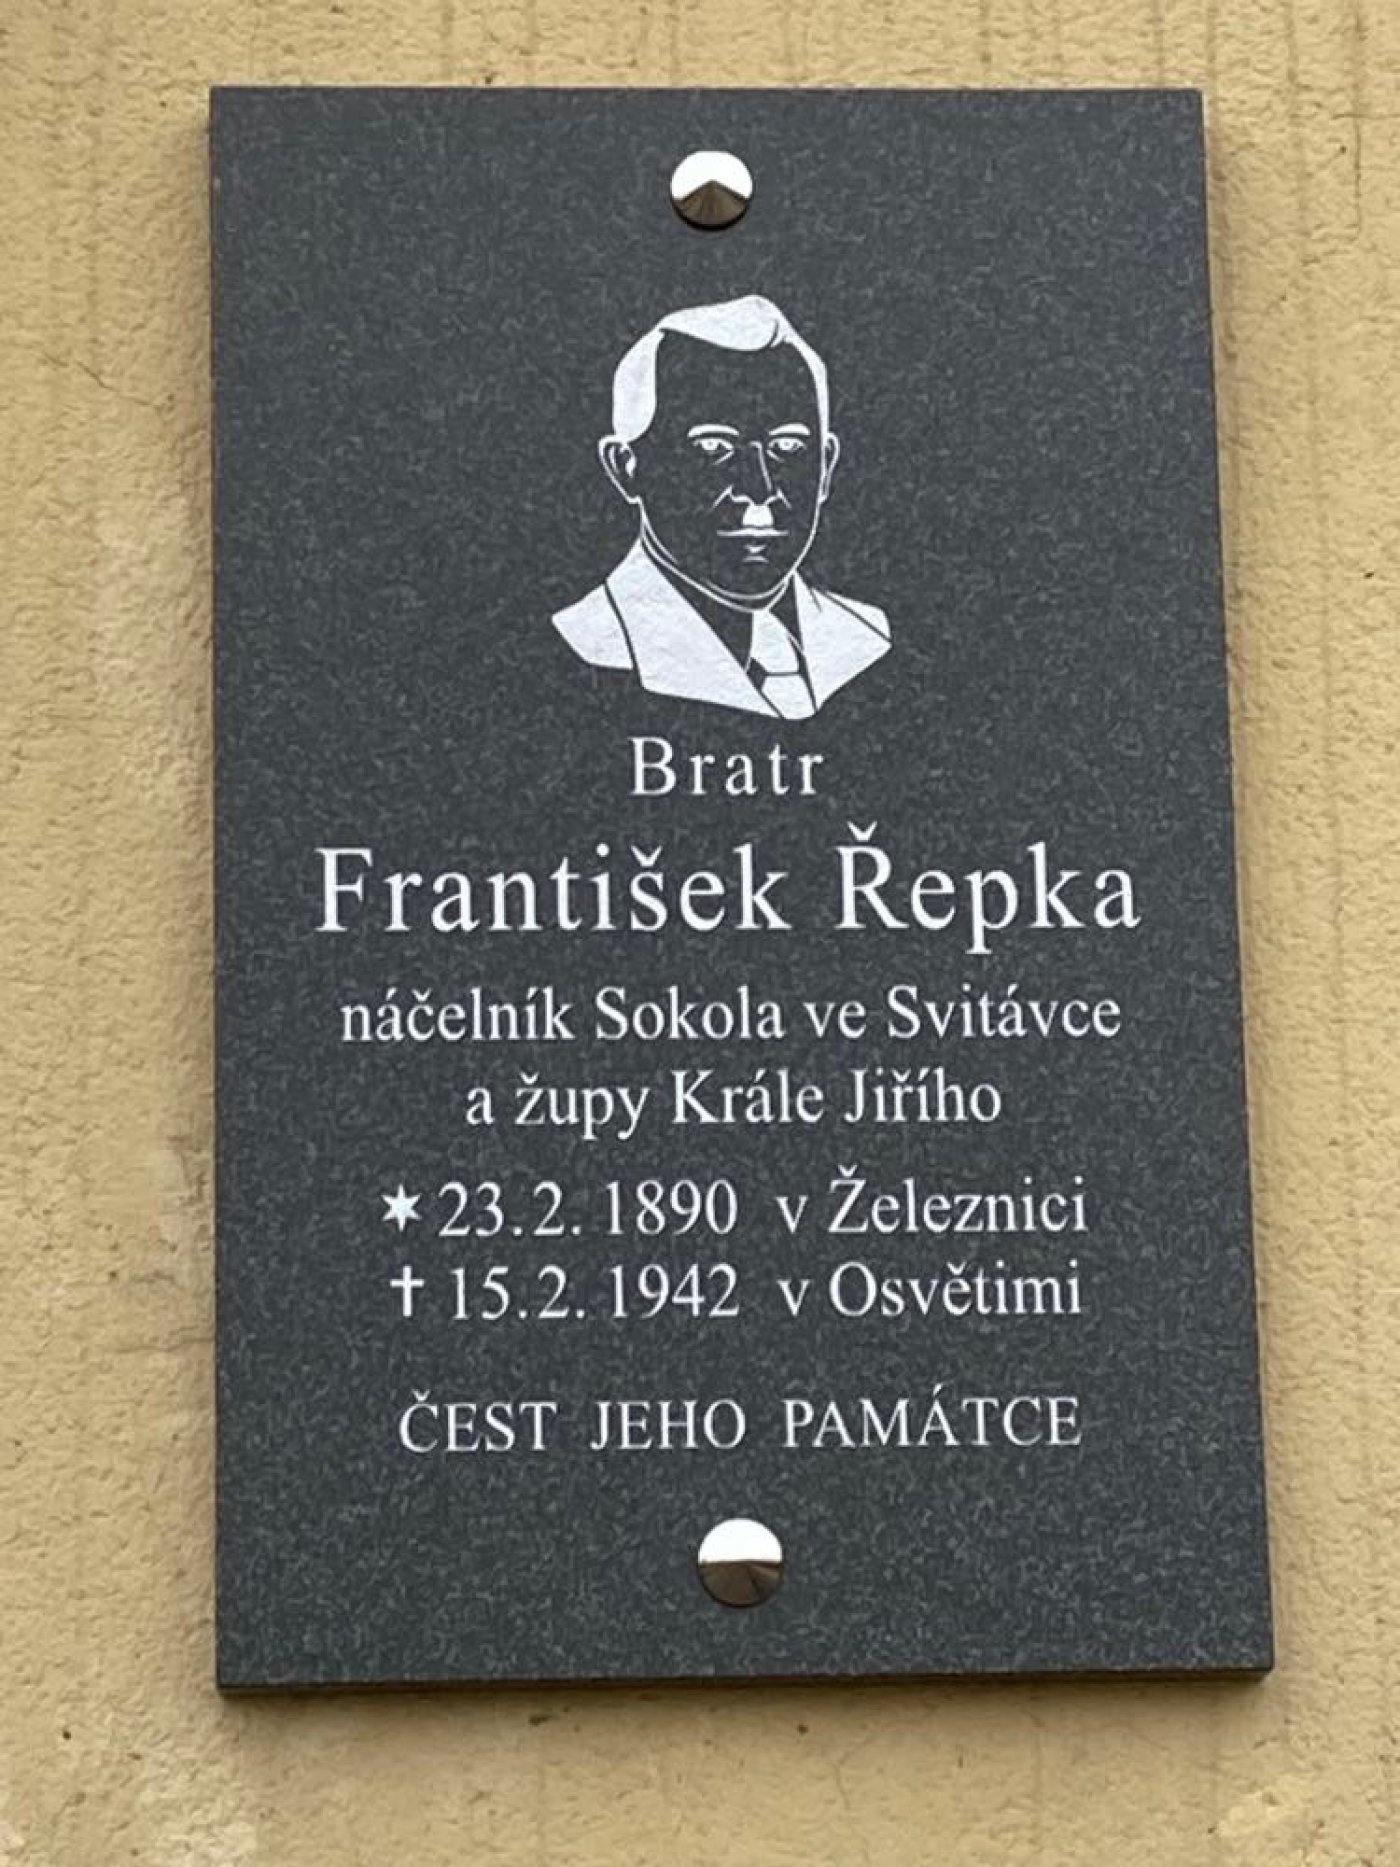 Bratr
František Řepka
náčelník Sokola ve Svitávce
a župy Krále Jiřího
✶ 23.2.1890 v Železnici
† 15.2.1942 v Osvětimi
ČEST JEHO PAMÁTCE